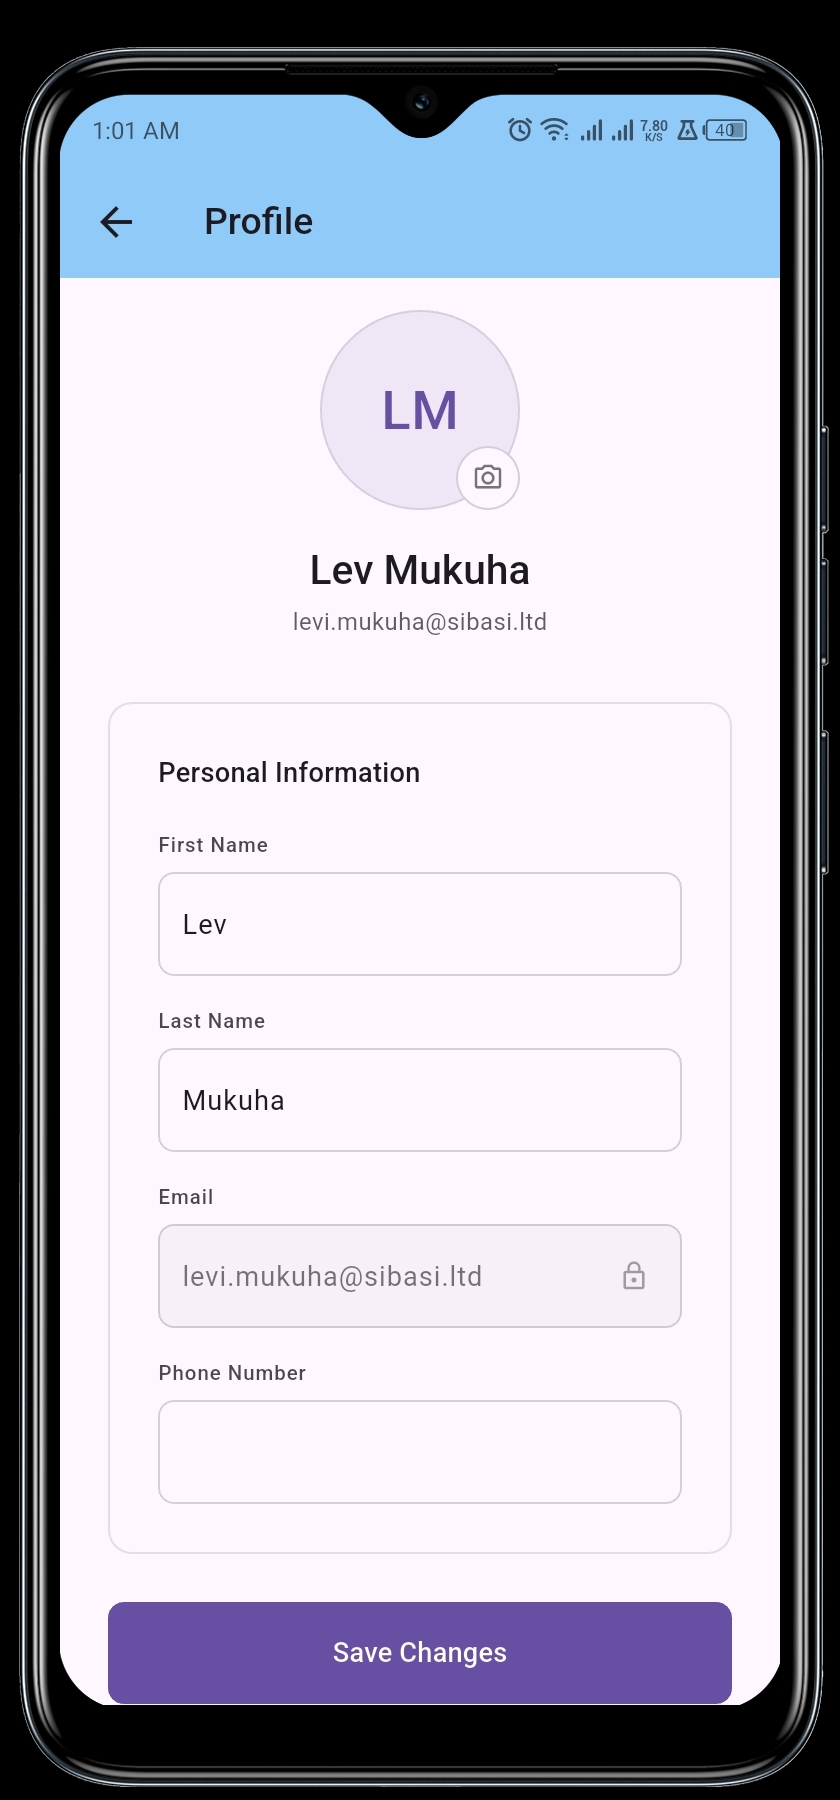 1:01 AM
7.80
K/S
40
Profile
LM
Lev Mukuha
levi.mukuha@sibasi.ltd
Personal Information
First Name
Lev
Last Name
Mukuha
Email
levi.mukuha@sibasi.ltd
Phone Number
Save Changes